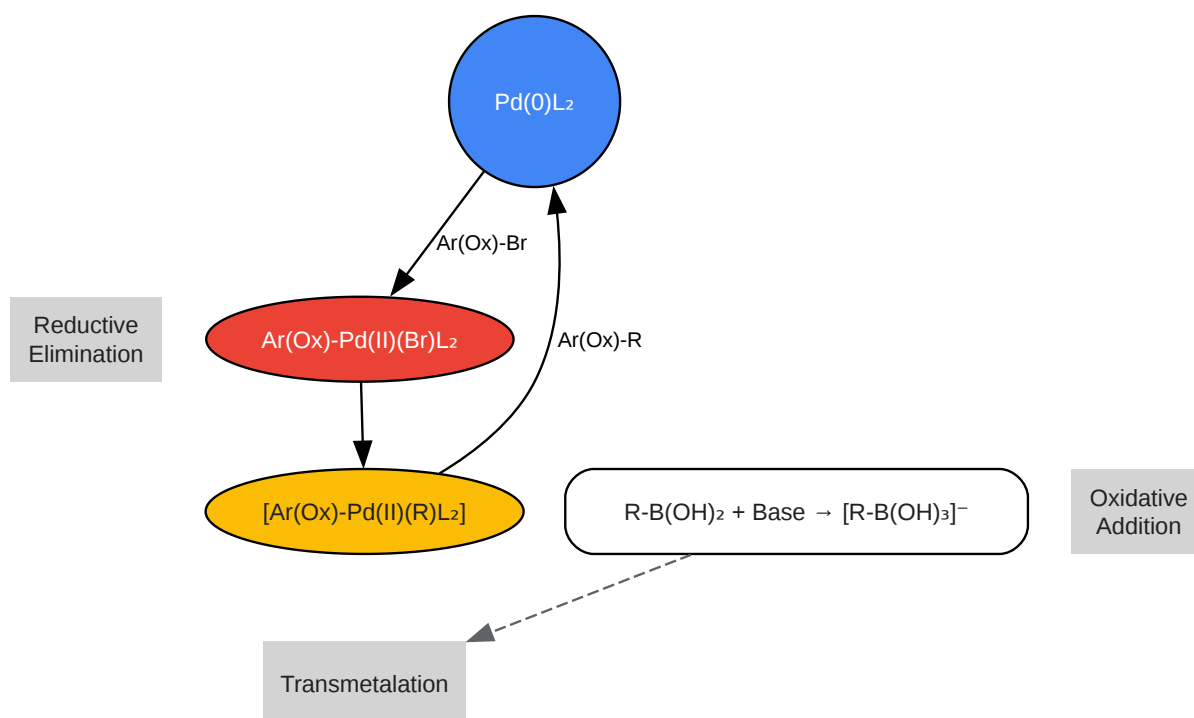 Pd(0)L₂
Ar(Ox)-Br
Reductive
Elimination
Ar(Ox)-Pd(II)(Br)L₂
Ar(Ox)-R
[Ar(Ox)-Pd(II)(R)L₂]
R-B(OH)₂ + Base → [R-B(OH)₃]⁻
Oxidative
Addition
Transmetalation